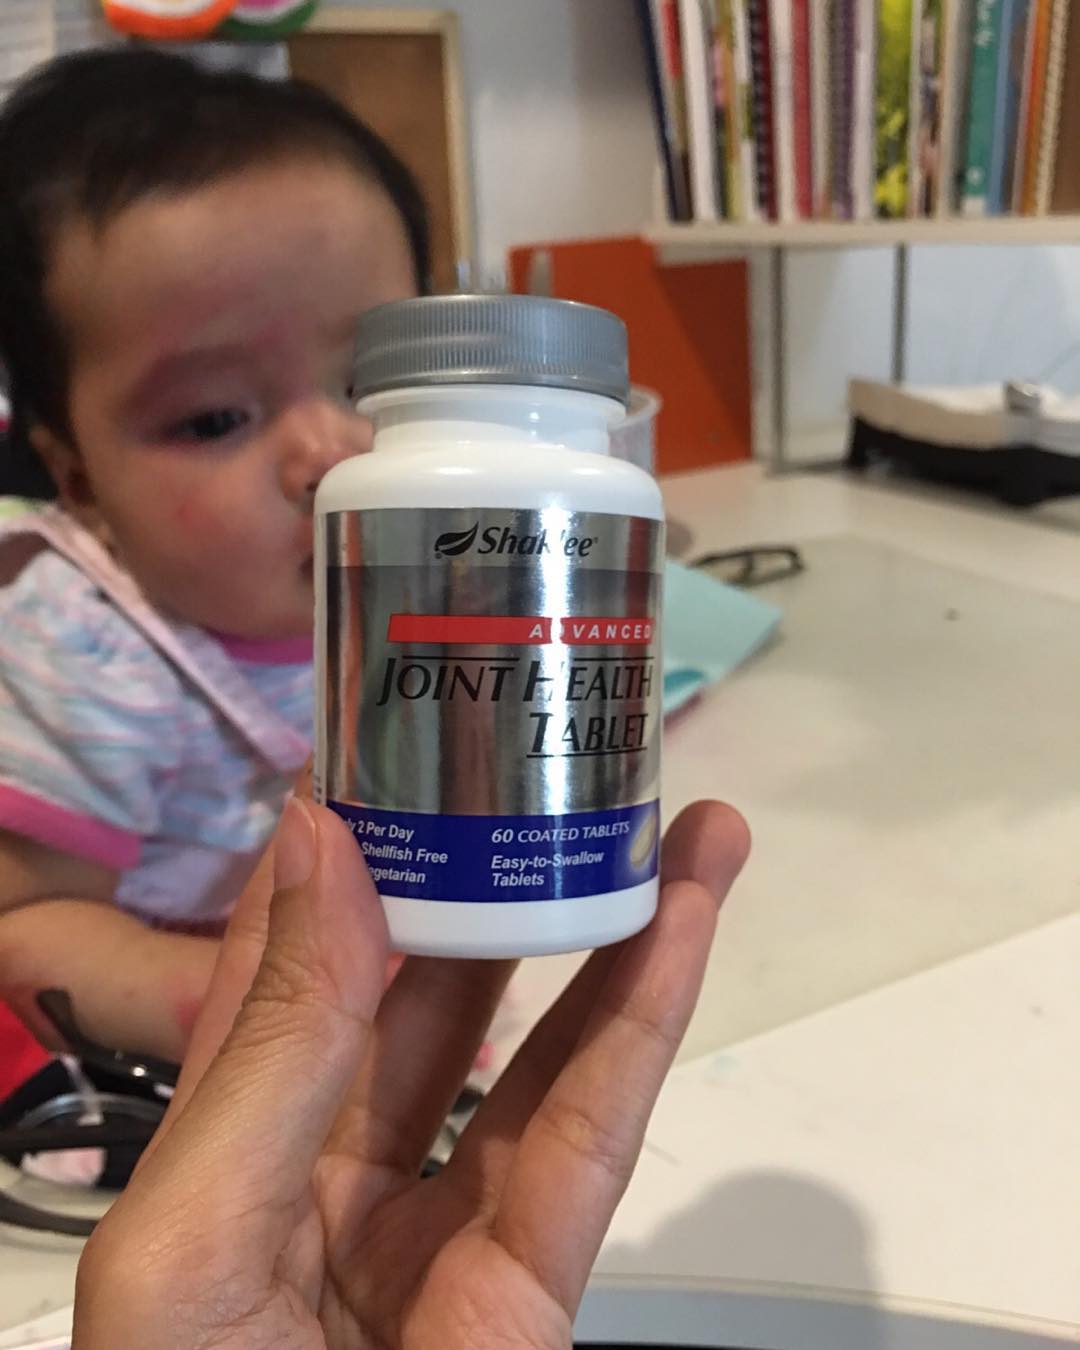 Shaklee
ADVANCED
JOINT HEALTH
TABLET
2 Per Day
Shellfish Free
60 COATED TABLETS
Easy-to-Swallow
Tablets